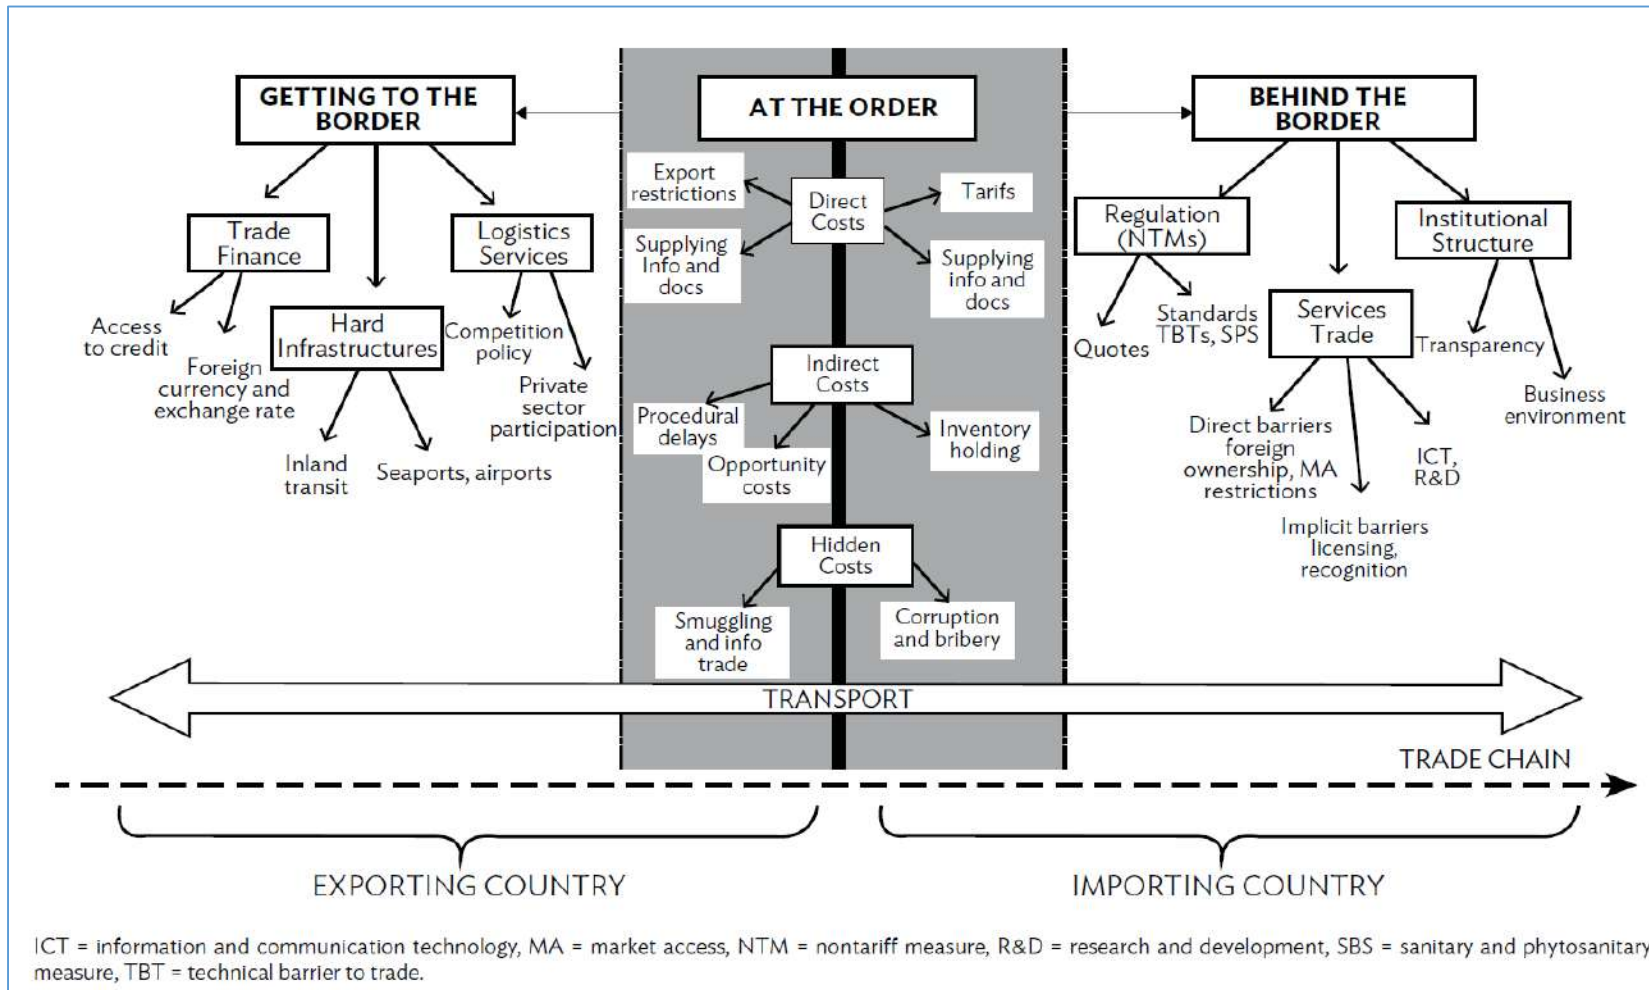 GETTING TO THE
BORDER
AT THE ORDER
BEHIND THE
BORDER
Trade
Finance
Logistics
Services
Hard
Infrastructures
Access
to credit
Foreign
currency and
exchange rate
Competition
policy
Private
sector
participation
Inland
transit
Seaports, airports
Export
restrictions
Direct
Costs
Tarifs
Supplying
Info and
docs
Supplying
info and
docs
Indirect
Costs
Procedural
delays
Opportunity
costs
Inventory
holding
Hidden
Costs
Smuggling
and info
trade
Corruption
and bribery
Regulation
(NTMs)
Institutional
Structure
Services
Trade
Quotes
Standards
TBTs, SPS
Transparency
Business
environment
Direct barriers
foreign
ownership, MA
restrictions
Implicit barriers
licensing,
recognition
ICT,
R&D
TRANSPORT
TRADE CHAIN
EXPORTING COUNTRY
IMPORTING COUNTRY
ICT = information and communication technology, MA = market access, NTM = nontariff measure, R&D = research and development, SBS = sanitary and phytosanitary
measure, TBT = technical barrier to trade.